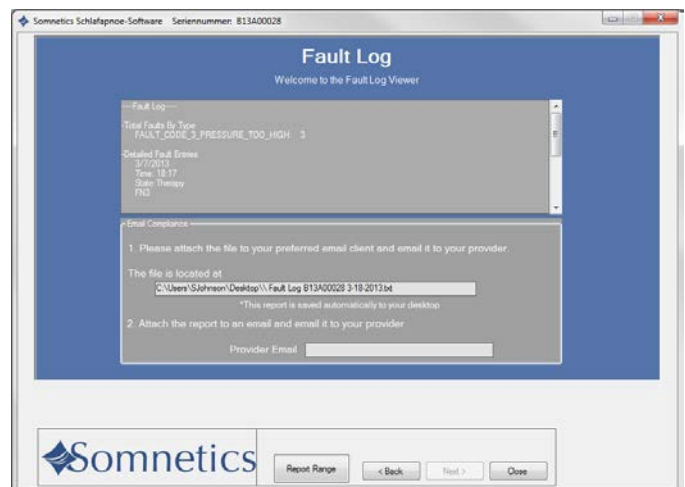 Somnetics Schlafapnoe-Software Seriennummer: B13A00028
Fault Log
Welcome to the Fault Log Viewer
----Fault Log----
-Total Faults By Type
FAULT_CODE_3_PRESSURE_TOO_HIGH: 3
-Detailed Fault Entries
3/7/2013
Time: 18:17
State Therapy
FN3
Email Compliance
1. Please attach the file to your preferred email client and email it to your provider.
The file is located at
C:\Users\SJohnson\Desktop\\ Fault Log B13A00028 3-18-2013.txt
*This report is saved automatically to your desktop
2. Attach the report to an email and email it to your provider
Provider Email
Somnetics
Report Range
< Back
Next >
Close